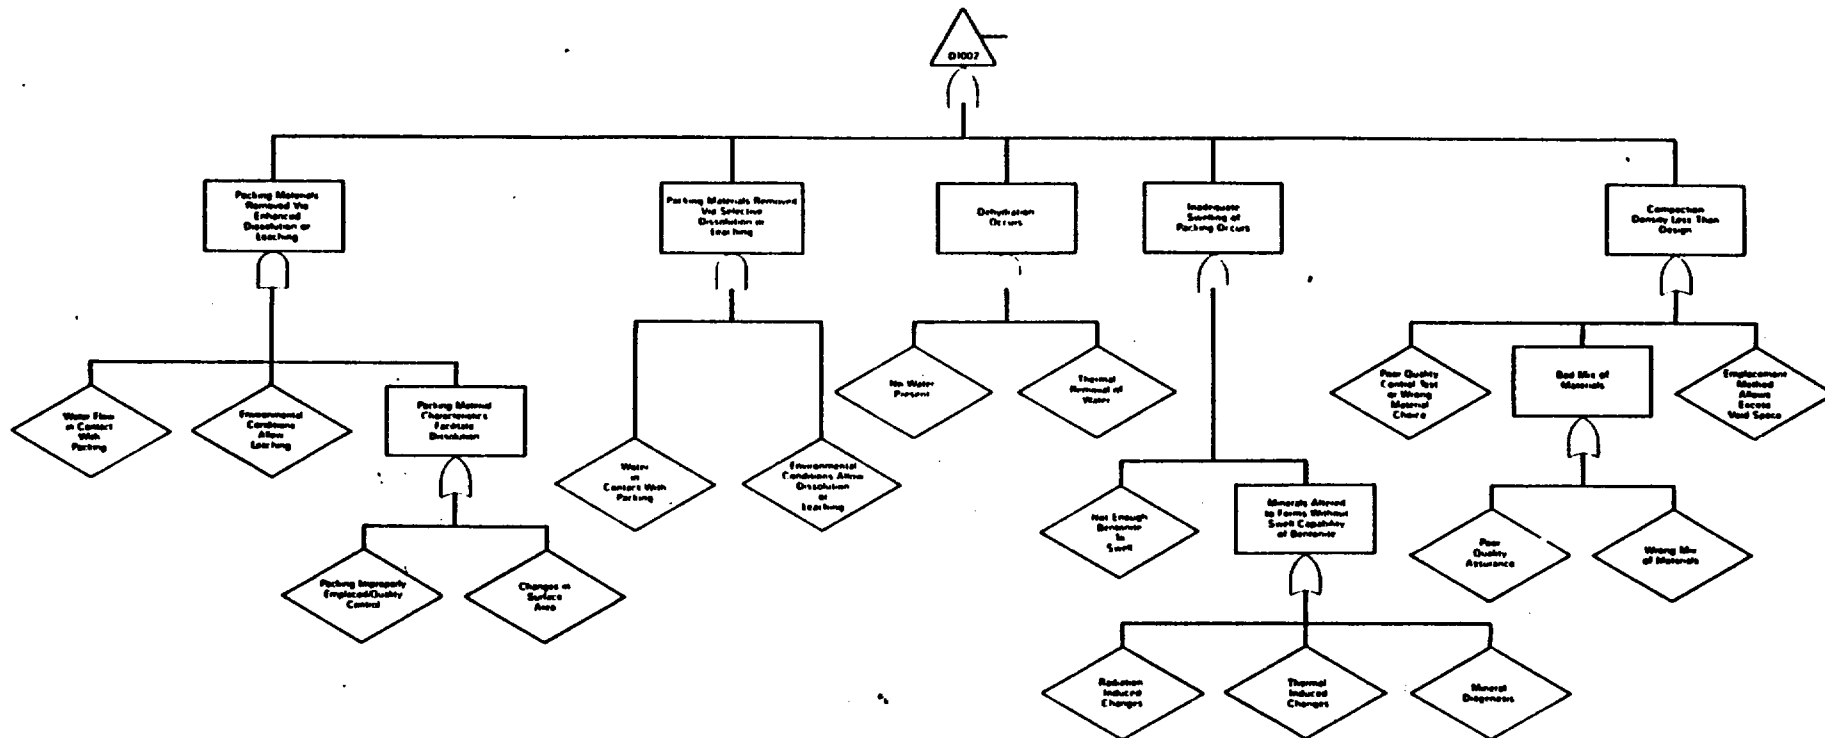 D1002
Packing Materials
Removed Via
Enhanced
Dissolution or
Leaching
Packing Materials Removed
Via Selective
Dissolution or
Leaching
Dehydration
Occurs
Inadequate
Swelling of
Packing Occurs
Compaction
Density Less Than
Design
Water Flow
in Contact
With
Packing
Environmental
Conditions
Allow
Leaching
Packing Material
Characteristics
Facilitate
Dissolution
Packing Improperly
Emplaced/Quality
Control
Changes in
Surface
Area
Water
in
Contact With
Packing
Environmental
Conditions Allow
Dissolution
or
Leaching
No Water
Present
Thermal
Removal of
Water
Not Enough
Bentonite
To
Swell
Minerals Altered
to Forms Without
Swell Capability
of Bentonite
Radiation
Induced
Changes
Thermal
Induced
Changes
Mineral
Diagenesis
Poor Quality
Control Test
or Wrong
Material
Choice
Bad Mix of
Materials
Emplacement
Method
Allows
Excess
Void Space
Poor
Quality
Assurance
Wrong Mix
of Materials